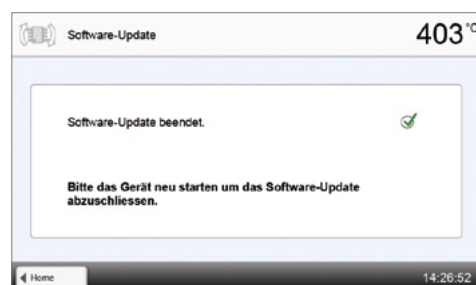 Software-Update
403°C
Software-Update beendet.
Bitte das Gerät neu starten um das Software-Update
abzuschliessen.
Home
14:26:52